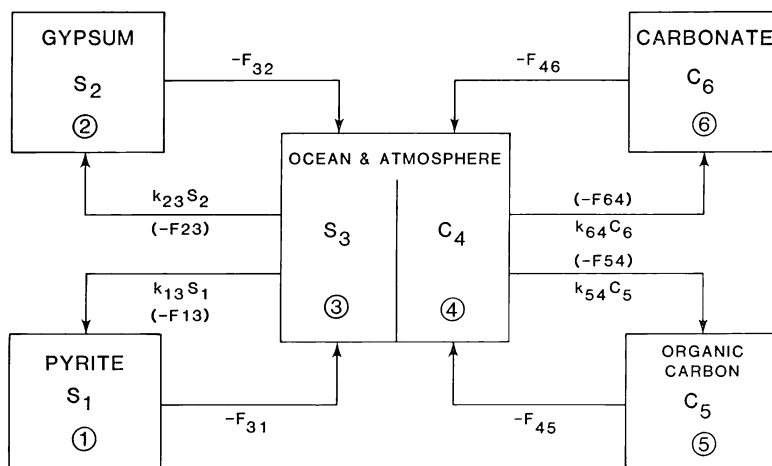 GYPSUM
S₂
②
-F₃₂
-F₄₆
CARBONATE
C₆
⑥
OCEAN & ATMOSPHERE
S₃
③
C₄
④
k₂₃S₂
(-F23)
(-F64)
k₆₄C₆
k₁₃S₁
(-F13)
(-F54)
k₅₄C₅
PYRITE
S₁
①
-F₃₁
-F₄₅
ORGANIC
CARBON
C₅
⑤